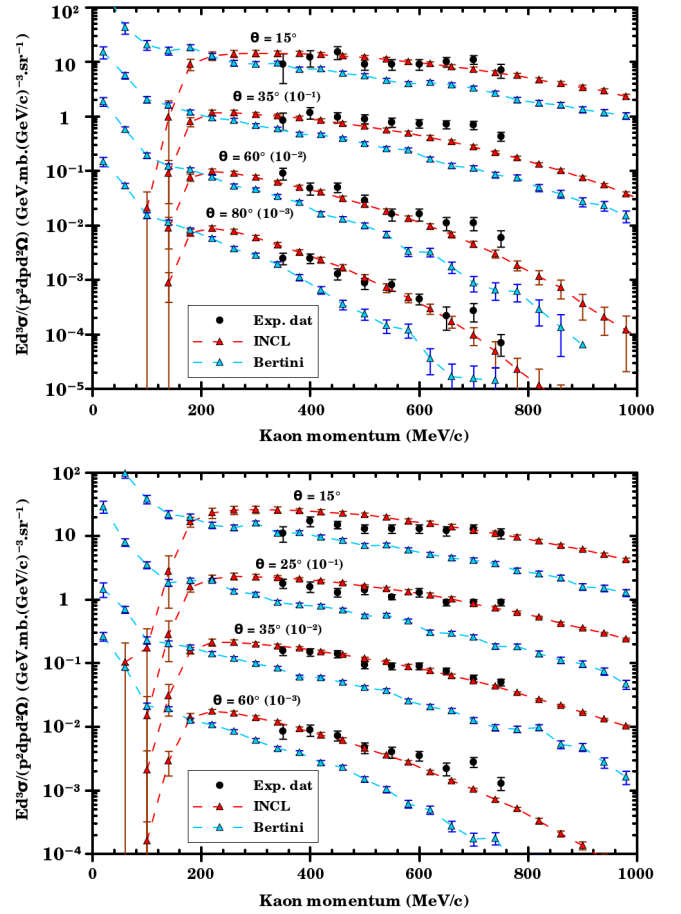 Ed³σ/(p²dpd²Ω) (GeV.mb.(GeV/c)⁻³.sr⁻¹)
10²
10
1
10⁻¹
10⁻²
10⁻³
10⁻⁴
10⁻⁵
θ = 15°
θ = 35° (10⁻¹)
θ = 60° (10⁻²)
θ = 80° (10⁻³)
Exp. dat
INCL
Bertini
0 200 400 600 800 1000
Kaon momentum (MeV/c)
Ed³σ/(p²dpd²Ω) (GeV.mb.(GeV/c)⁻³.sr⁻¹)
10²
10
1
10⁻¹
10⁻²
10⁻³
10⁻⁴
θ = 15°
θ = 25° (10⁻¹)
θ = 35° (10⁻²)
θ = 60° (10⁻³)
Exp. dat
INCL
Bertini
0 200 400 600 800 1000
Kaon momentum (MeV/c)